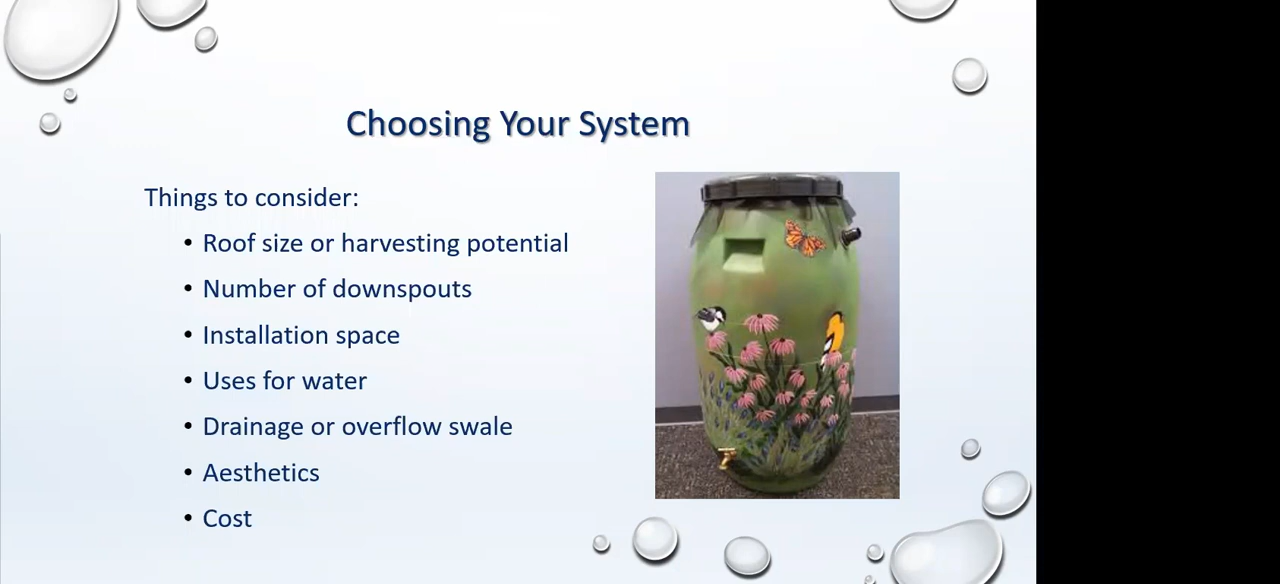 Choosing Your System
Things to consider:
• Roof size or harvesting potential
• Number of downspouts
• Installation space
• Uses for water
• Drainage or overflow swale
• Aesthetics
• Cost